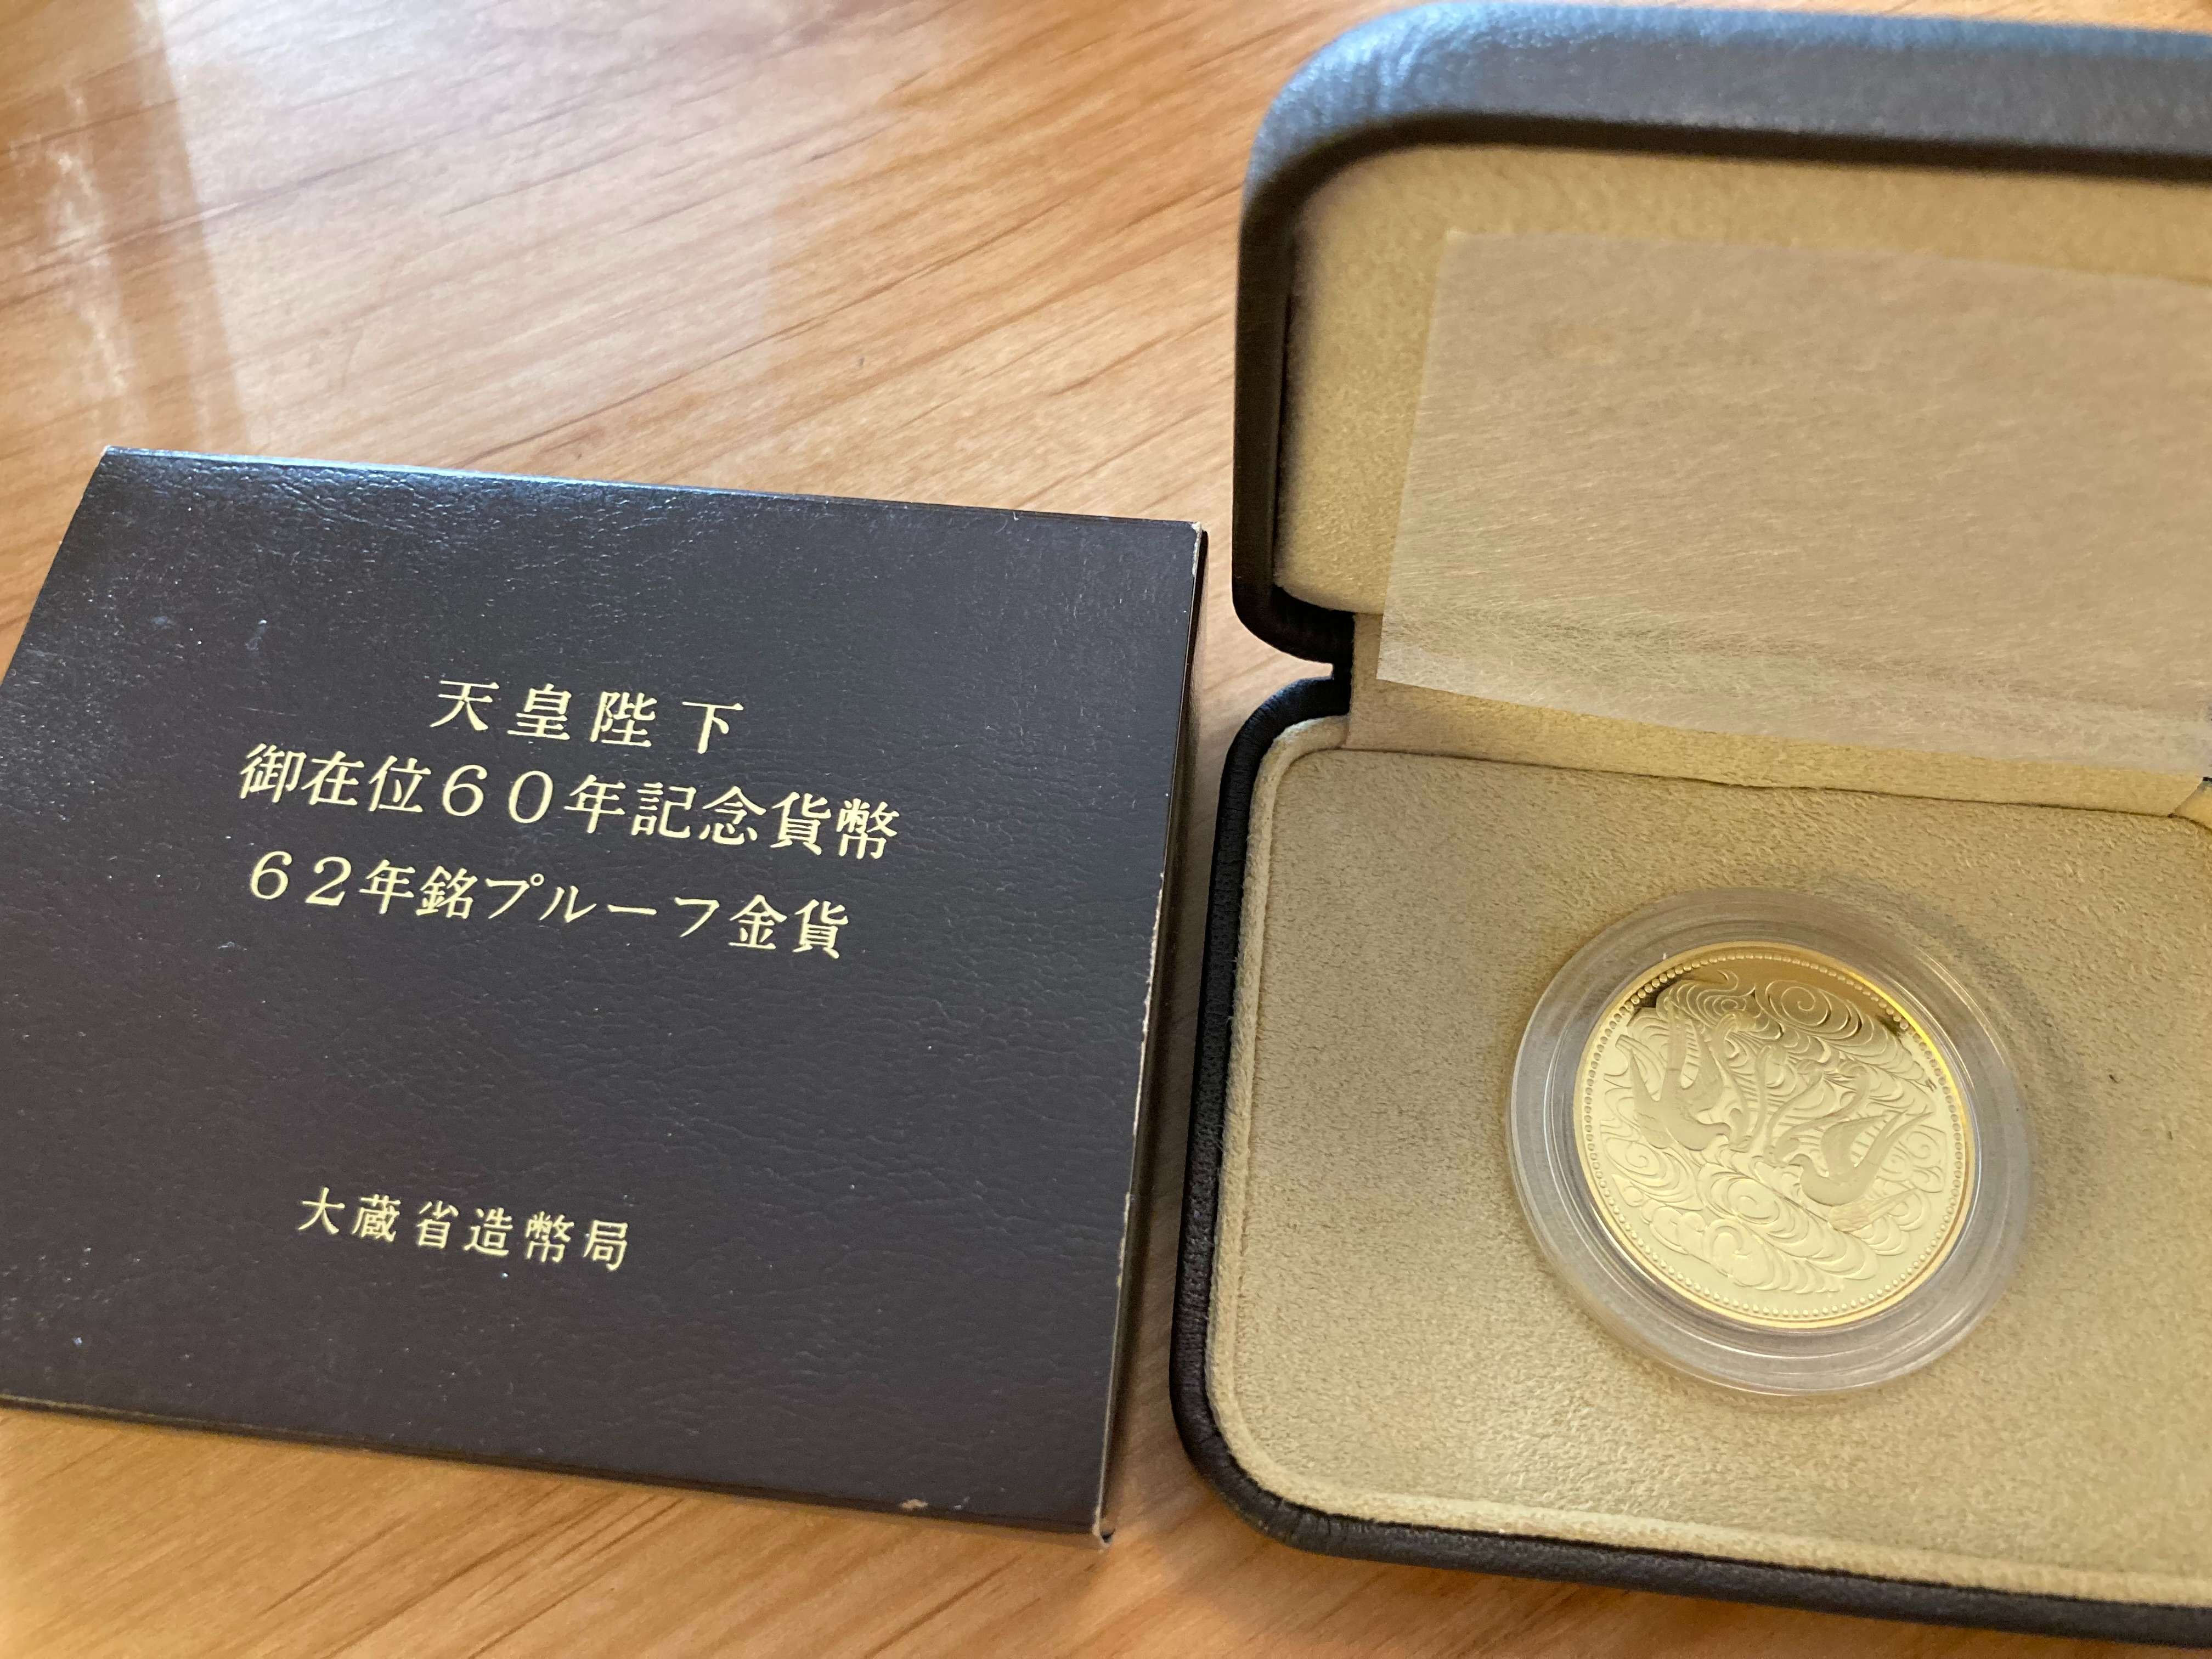 天皇陛下
御在位６０年記念貨幣
６２年銘プルーフ金貨
大蔵省造幣局